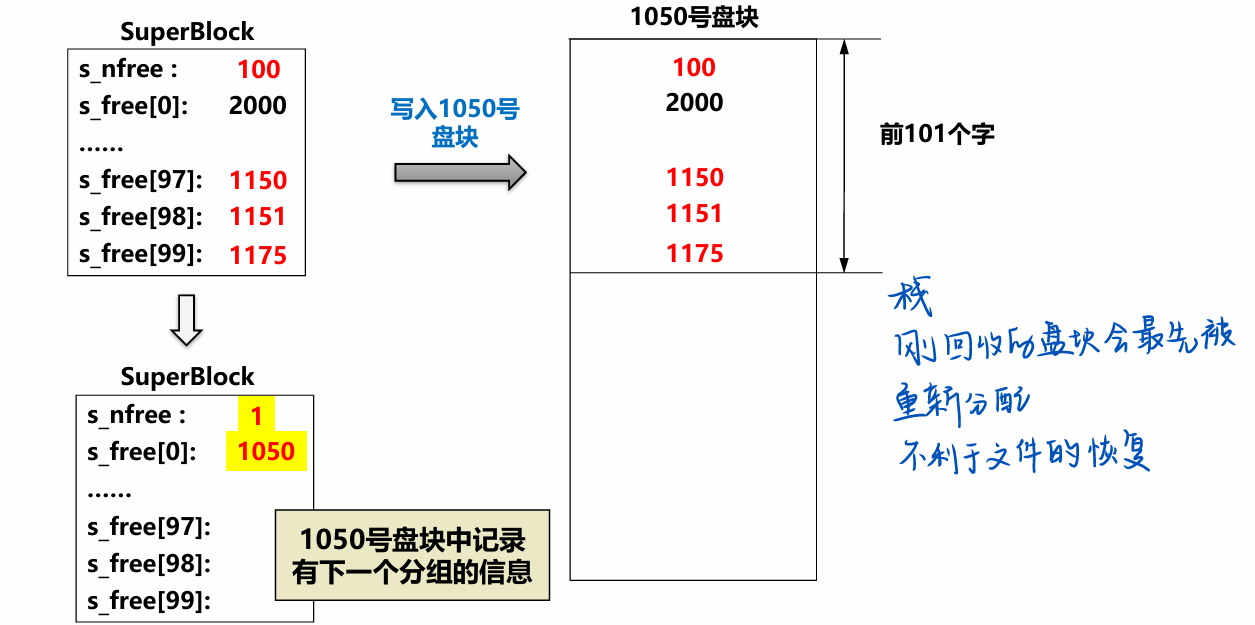 SuperBlock
s_nfree : 100
s_free[0]: 2000
……
s_free[97]: 1150
s_free[98]: 1151
s_free[99]: 1175
写入1050号
盘块
1050号盘块
100
2000
1150
1151
1175
前101个字
SuperBlock
s_nfree : 1
s_free[0]: 1050
……
s_free[97]:
s_free[98]:
s_free[99]:
1050号盘块中记录
有下一个分组的信息
栈
刚回收的盘块会最先被
重新分配
不利于文件的恢复